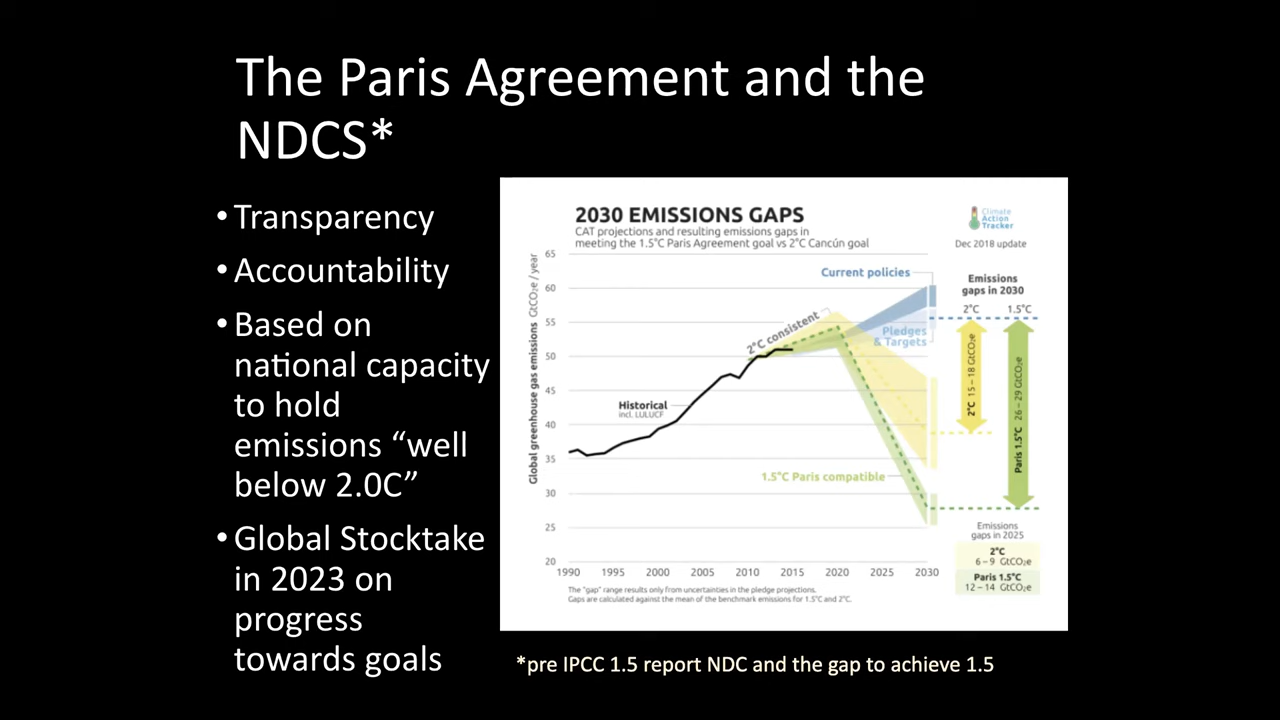 The Paris Agreement and the
NDCS*
• Transparency
• Accountability
• Based on
national capacity
to hold
emissions “well
below 2.0C”
• Global Stocktake
in 2023 on
progress
towards goals
2030 EMISSIONS GAPS
CAT projections and resulting emissions gaps in
meeting the 1.5°C Paris Agreement goal vs 2°C Cancún goal
Climate
Action
Tracker
Dec 2018 update
Global greenhouse gas emissions GtCO₂e / year
65
60
55
50
45
40
35
30
25
20
1990
1995
2000
2005
2010
2015
2020
2025
2030
Historical
incl. LULUCF
2°C consistent
Current policies
Pledges
& Targets
1.5°C Paris compatible
Emissions
gaps in 2030
2°C
1.5°C
2°C 15 – 18 GtCO₂e
Paris 1.5°C 26 – 29 GtCO₂e
Emissions
gaps in 2025
2°C
6 – 9 GtCO₂e
Paris 1.5°C
12 – 14 GtCO₂e
The "gap" range results only from uncertainties in the pledge projections.
Gaps are calculated against the mean of the benchmark emissions for 1.5°C and 2°C.
*pre IPCC 1.5 report NDC and the gap to achieve 1.5